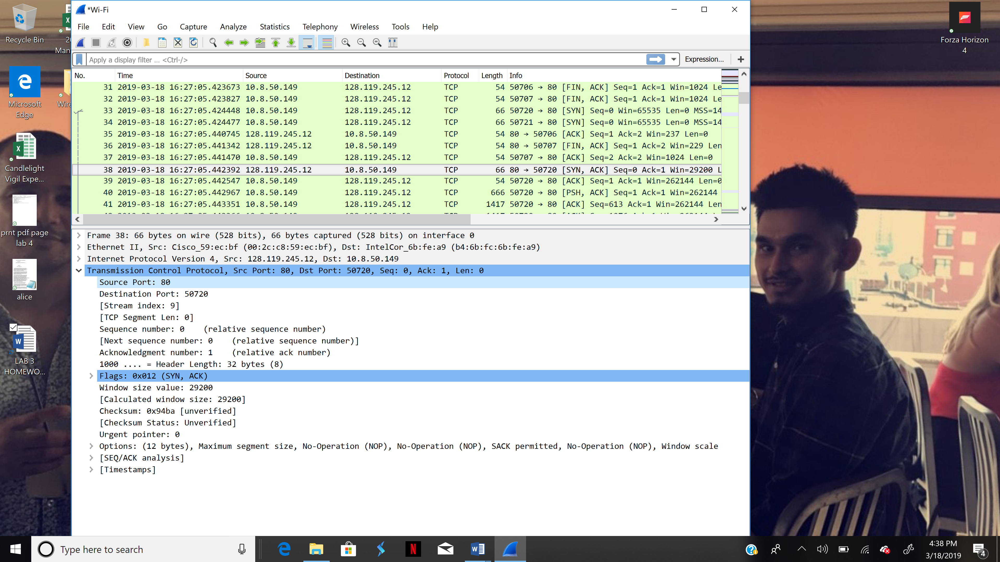 *Wi-Fi
File Edit View Go Capture Analyze Statistics Telephony Wireless Tools Help
Apply a display filter ... <Ctrl-/>
Expression...
No. Time Source Destination Protocol Length Info
31 2019-03-18 16:27:05.423673 10.8.50.149 128.119.245.12 TCP 54 50706 → 80 [FIN, ACK] Seq=1 Ack=1 Win=1024 Le
32 2019-03-18 16:27:05.423827 10.8.50.149 128.119.245.12 TCP 54 50707 → 80 [FIN, ACK] Seq=1 Ack=1 Win=1024 Le
33 2019-03-18 16:27:05.424448 10.8.50.149 128.119.245.12 TCP 66 50720 → 80 [SYN] Seq=0 Win=65535 Len=0 MSS=14
34 2019-03-18 16:27:05.424477 10.8.50.149 128.119.245.12 TCP 66 50721 → 80 [SYN] Seq=0 Win=65535 Len=0 MSS=14
35 2019-03-18 16:27:05.440745 128.119.245.12 10.8.50.149 TCP 54 80 → 50706 [ACK] Seq=1 Ack=2 Win=237 Len=0
36 2019-03-18 16:27:05.441342 128.119.245.12 10.8.50.149 TCP 54 80 → 50707 [FIN, ACK] Seq=1 Ack=2 Win=229 Len
37 2019-03-18 16:27:05.441470 10.8.50.149 128.119.245.12 TCP 54 50707 → 80 [ACK] Seq=2 Ack=2 Win=1024 Len=0
38 2019-03-18 16:27:05.442392 128.119.245.12 10.8.50.149 TCP 66 80 → 50720 [SYN, ACK] Seq=0 Ack=1 Win=29200 L
39 2019-03-18 16:27:05.442547 10.8.50.149 128.119.245.12 TCP 54 50720 → 80 [ACK] Seq=1 Ack=1 Win=262144 Len=0
40 2019-03-18 16:27:05.442967 10.8.50.149 128.119.245.12 TCP 666 50720 → 80 [PSH, ACK] Seq=1 Ack=1 Win=262144
41 2019-03-18 16:27:05.443351 10.8.50.149 128.119.245.12 TCP 1417 50720 → 80 [ACK] Seq=613 Ack=1 Win=262144 Len
Frame 38: 66 bytes on wire (528 bits), 66 bytes captured (528 bits) on interface 0
Ethernet II, Src: Cisco_59:ec:bf (00:2c:c8:59:ec:bf), Dst: IntelCor_6b:fe:a9 (b4:6b:fc:6b:fe:a9)
Internet Protocol Version 4, Src: 128.119.245.12, Dst: 10.8.50.149
Transmission Control Protocol, Src Port: 80, Dst Port: 50720, Seq: 0, Ack: 1, Len: 0
Source Port: 80
Destination Port: 50720
[Stream index: 9]
[TCP Segment Len: 0]
Sequence number: 0 (relative sequence number)
[Next sequence number: 0 (relative sequence number)]
Acknowledgment number: 1 (relative ack number)
1000 .... = Header Length: 32 bytes (8)
Flags: 0x012 (SYN, ACK)
Window size value: 29200
[Calculated window size: 29200]
Checksum: 0x94ba [unverified]
[Checksum Status: Unverified]
Urgent pointer: 0
Options: (12 bytes), Maximum segment size, No-Operation (NOP), No-Operation (NOP), SACK permitted, No-Operation (NOP), Window scale
[SEQ/ACK analysis]
[Timestamps]
Recycle Bin
20
Man
Microsoft
Edge
Wire
Candlelight
Vigil Expe...
prnt pdf page
lab 4
alice
LAB 3
HOMEWO...
Forza Horizon
4
Type here to search
4:38 PM
3/18/2019
4